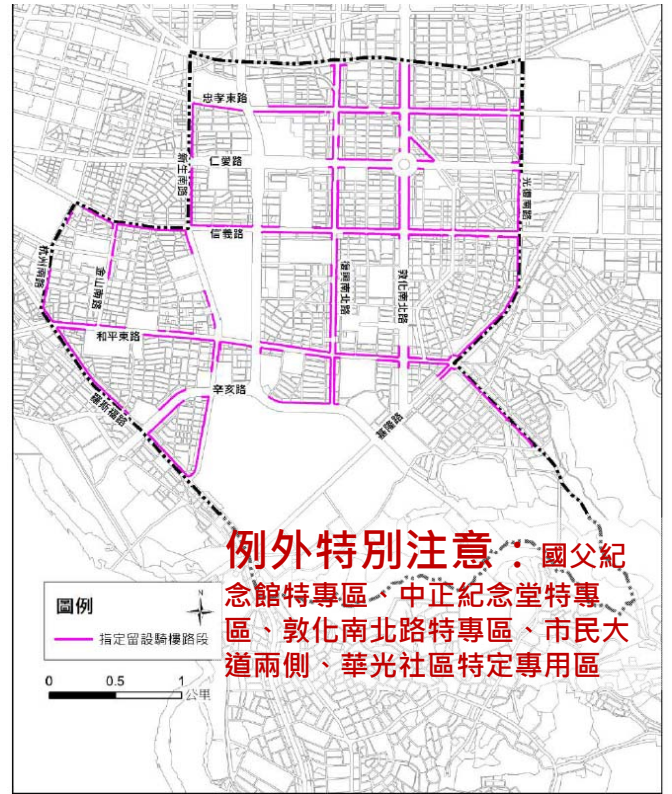 忠孝東路
新生南路
仁愛路
光復南路
信義路
杭州南路
金山南路
復興南北路
敦化南北路
和平東路
辛亥路
羅斯福路
基隆路
例外特別注意：國父紀
念館特專區、中正紀念堂特專
區、敦化南北路特專區、市民大
道兩側、華光社區特定專用區
圖例
指定留設騎樓路段
0 0.5 1
公里